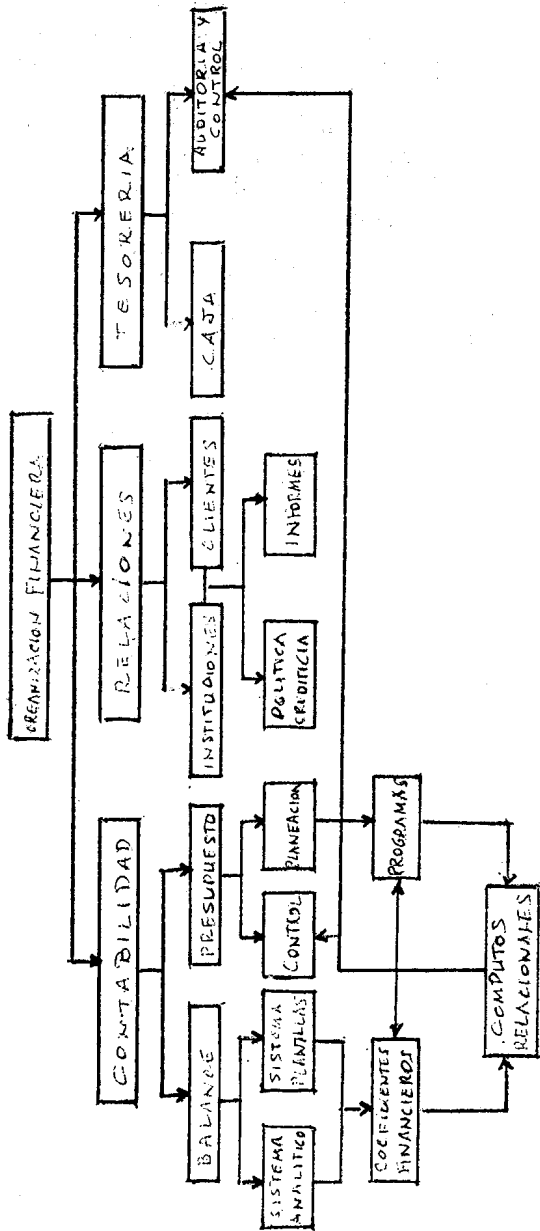 ORGANIZACION FINANCIERA
CONTABILIDAD
RELACIONES
TESORERIA
BALANCE
PRESUPUESTO
INSTITUCIONES
CLIENTES
CAJA
AUDITORIA Y
CONTROL
SISTEMA
ANALITICO
SISTEMA
PLANTILLAS
CONTROL
PLANEACION
POLITICA
CREDITICIA
INFORMES
COEFICIENTES
FINANCIEROS
PROGRAMAS
COMPUTOS
RELACIONALES